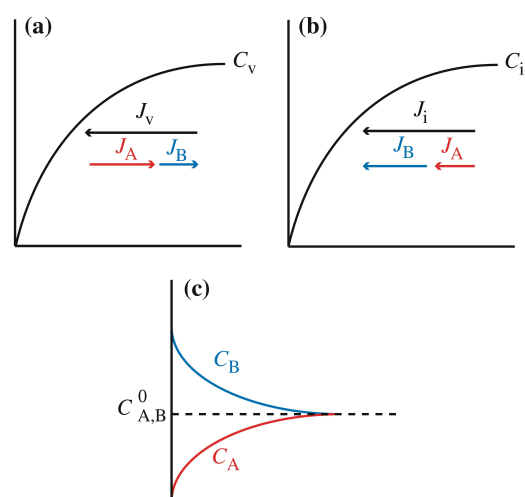 (a)
C_v
J_v
J_A
J_B
(b)
C_i
J_i
J_B
J_A
(c)
C_B
C^0_A,B
C_A